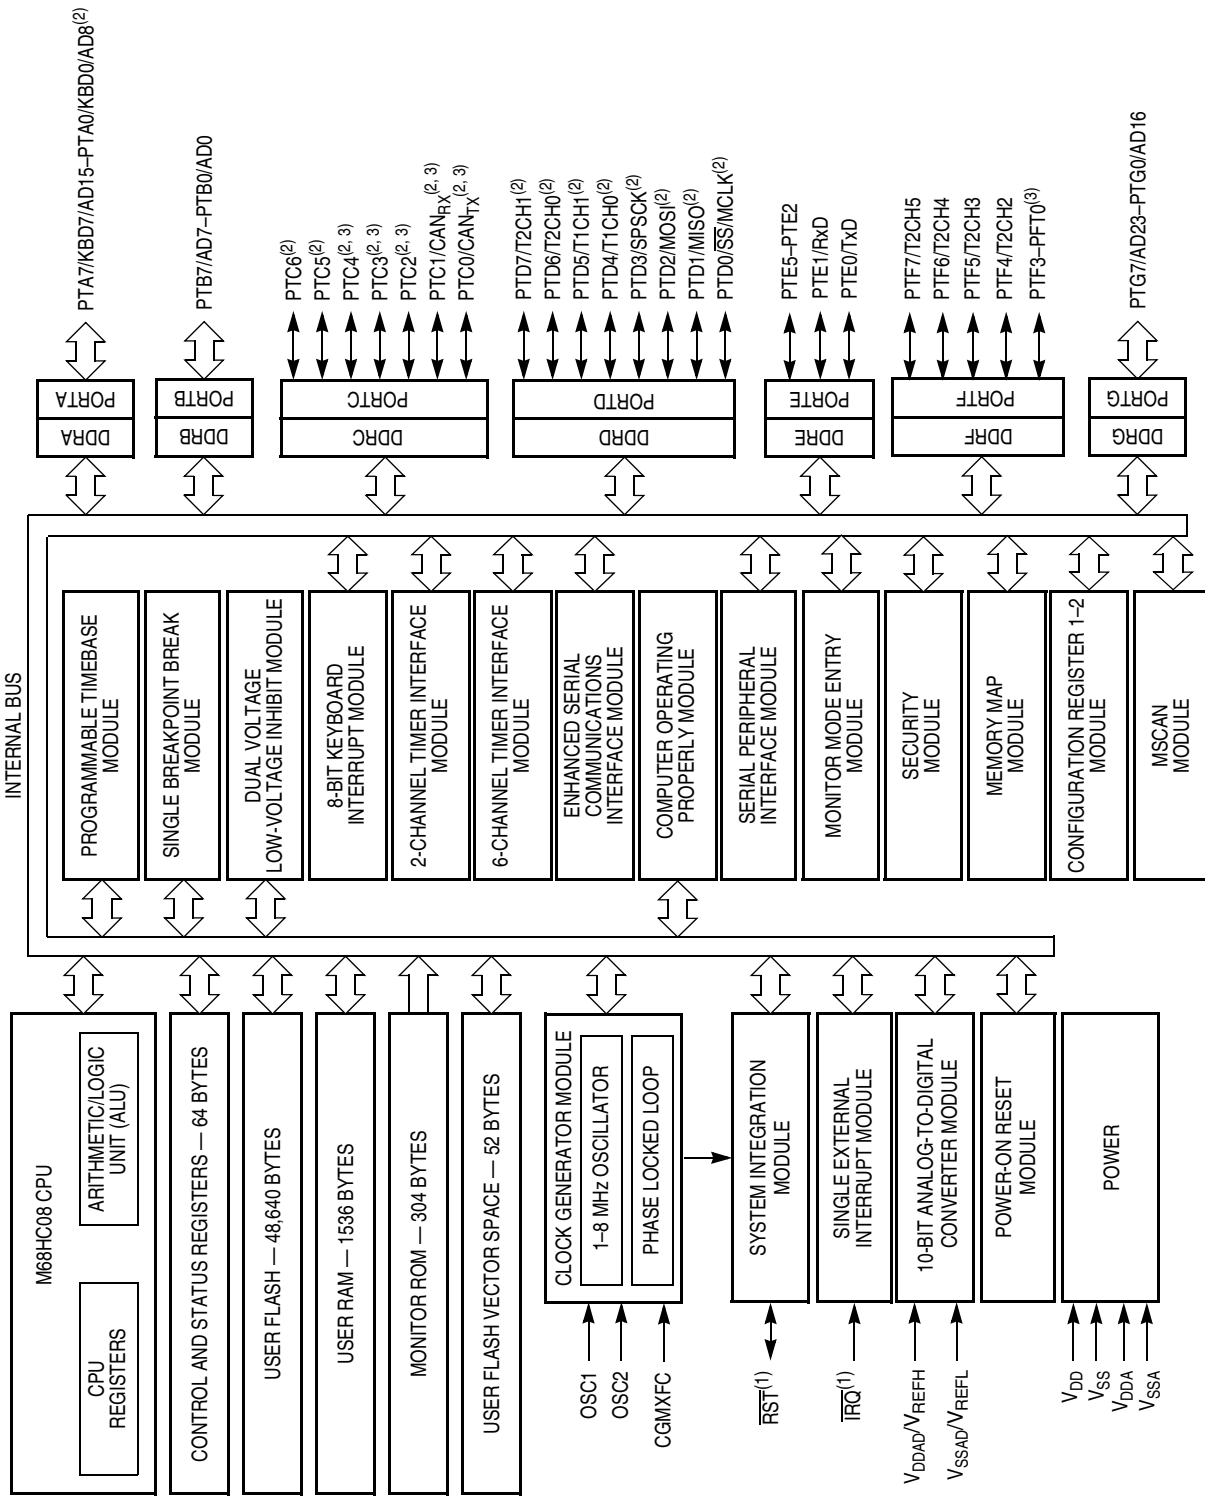 INTERNAL BUS
M68HC08 CPU
CPU
REGISTERS
ARITHMETIC/LOGIC
UNIT (ALU)
CONTROL AND STATUS REGISTERS — 64 BYTES
USER FLASH — 48,640 BYTES
USER RAM — 1536 BYTES
MONITOR ROM — 304 BYTES
USER FLASH VECTOR SPACE — 52 BYTES
CLOCK GENERATOR MODULE
1–8 MHz OSCILLATOR
PHASE LOCKED LOOP
OSC1
OSC2
CGMXFC
SYSTEM INTEGRATION
MODULE
RST(1)
SINGLE EXTERNAL
INTERRUPT MODULE
IRQ(1)
10-BIT ANALOG-TO-DIGITAL
CONVERTER MODULE
VDDAD/VREFH
VSSAD/VREFL
POWER-ON RESET
MODULE
POWER
VDD
VSS
VDDA
VSSA
PROGRAMMABLE TIMEBASE
MODULE
SINGLE BREAKPOINT BREAK
MODULE
DUAL VOLTAGE
LOW-VOLTAGE INHIBIT MODULE
8-BIT KEYBOARD
INTERRUPT MODULE
2-CHANNEL TIMER INTERFACE
MODULE
6-CHANNEL TIMER INTERFACE
MODULE
ENHANCED SERIAL
COMMUNICATIONS
INTERFACE MODULE
COMPUTER OPERATING
PROPERLY MODULE
SERIAL PERIPHERAL
INTERFACE MODULE
MONITOR MODE ENTRY
MODULE
SECURITY
MODULE
MEMORY MAP
MODULE
CONFIGURATION REGISTER 1–2
MODULE
MSCAN
MODULE
DDRA
PORTA
PTA7/KBD7/AD15–PTA0/KBD0/AD8(2)
DDRB
PORTB
PTB7/AD7–PTB0/AD0
DDRC
PORTC
PTC6(2)
PTC5(2)
PTC4(2, 3)
PTC3(2, 3)
PTC2(2, 3)
PTC1/CANRX(2, 3)
PTC0/CANTX(2, 3)
DDRD
PORTD
PTD7/T2CH1(2)
PTD6/T2CH0(2)
PTD5/T1CH1(2)
PTD4/T1CH0(2)
PTD3/SPSCK(2)
PTD2/MOSI(2)
PTD1/MISO(2)
PTD0/SS/MCLK(2)
DDRE
PORTE
PTE5–PTE2
PTE1/RxD
PTE0/TxD
DDRF
PORTF
PTF7/T2CH5
PTF6/T2CH4
PTF5/T2CH3
PTF4/T2CH2
PTF3–PFT0(3)
DDRG
PORTG
PTG7/AD23–PTG0/AD16